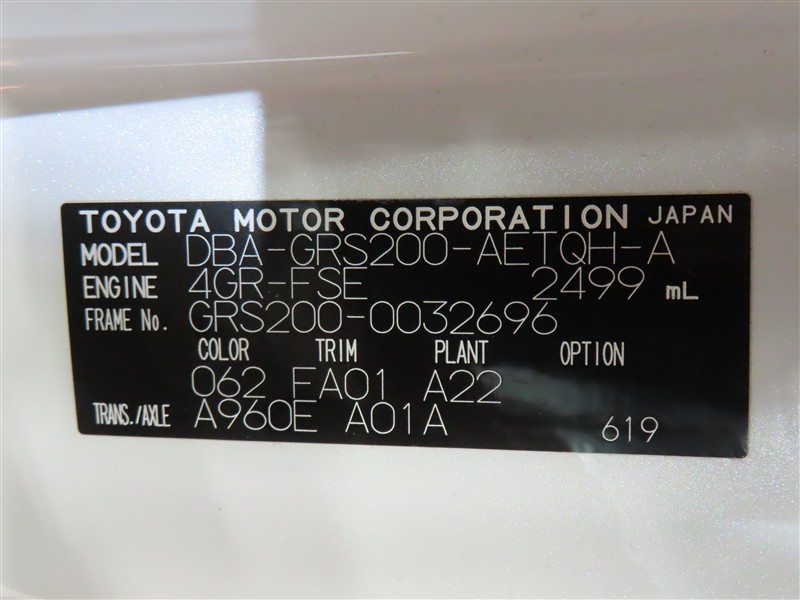 TOYOTA MOTOR CORPORATION JAPAN
MODEL DBA-GRS200-AETQH-A
ENGINE 4GR-FSE 2499 mL
FRAME No. GRS200-0032696
COLOR TRIM PLANT OPTION
062 FA01 A22
TRANS./AXLE A960E A01A 619